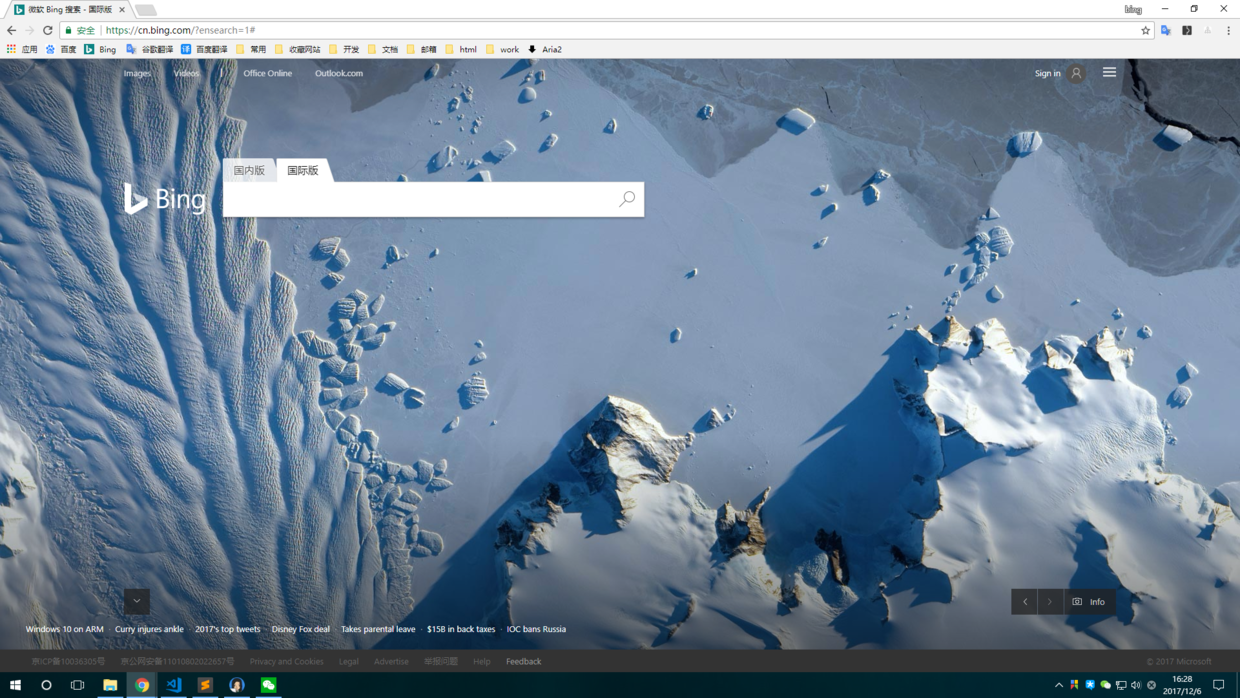 微软 Bing 搜索 - 国际版
bing
安全 https://cn.bing.com/?ensearch=1#
应用 百度 Bing 谷歌翻译 百度翻译 常用 收藏网站 开发 文档 邮箱 html work Aria2
Images Videos Office Online Outlook.com Sign in
国内版 国际版
Bing
Info
Windows 10 on ARM · Curry injures ankle · 2017's top tweets · Disney Fox deal · Takes parental leave · $15B in back taxes · IOC bans Russia
京ICP备10036305号 京公网安备11010802022657号 Privacy and Cookies Legal Advertise 举报问题 Help Feedback © 2017 Microsoft
16:28
2017/12/6